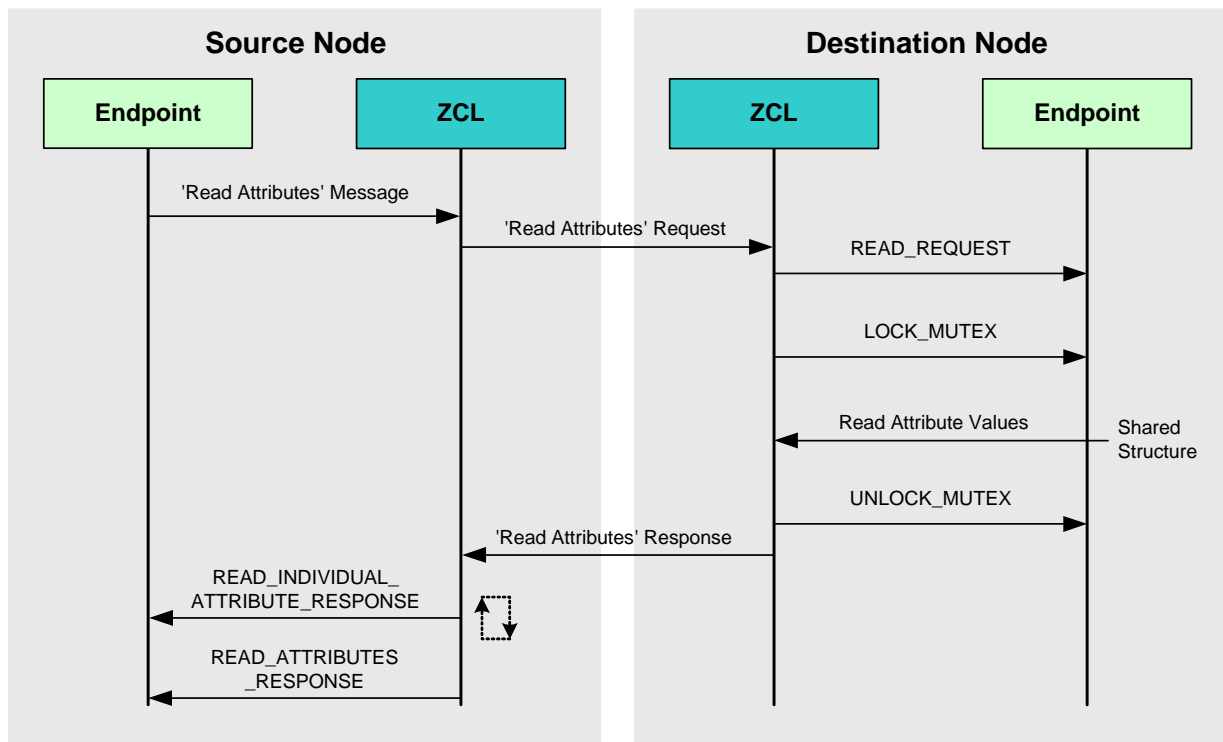 Source Node
Destination Node
Endpoint
ZCL
ZCL
Endpoint
'Read Attributes' Message
'Read Attributes' Request
READ_REQUEST
LOCK_MUTEX
Read Attribute Values
Shared
Structure
UNLOCK_MUTEX
'Read Attributes' Response
READ_INDIVIDUAL_
ATTRIBUTE_RESPONSE
READ_ATTRIBUTES
_RESPONSE